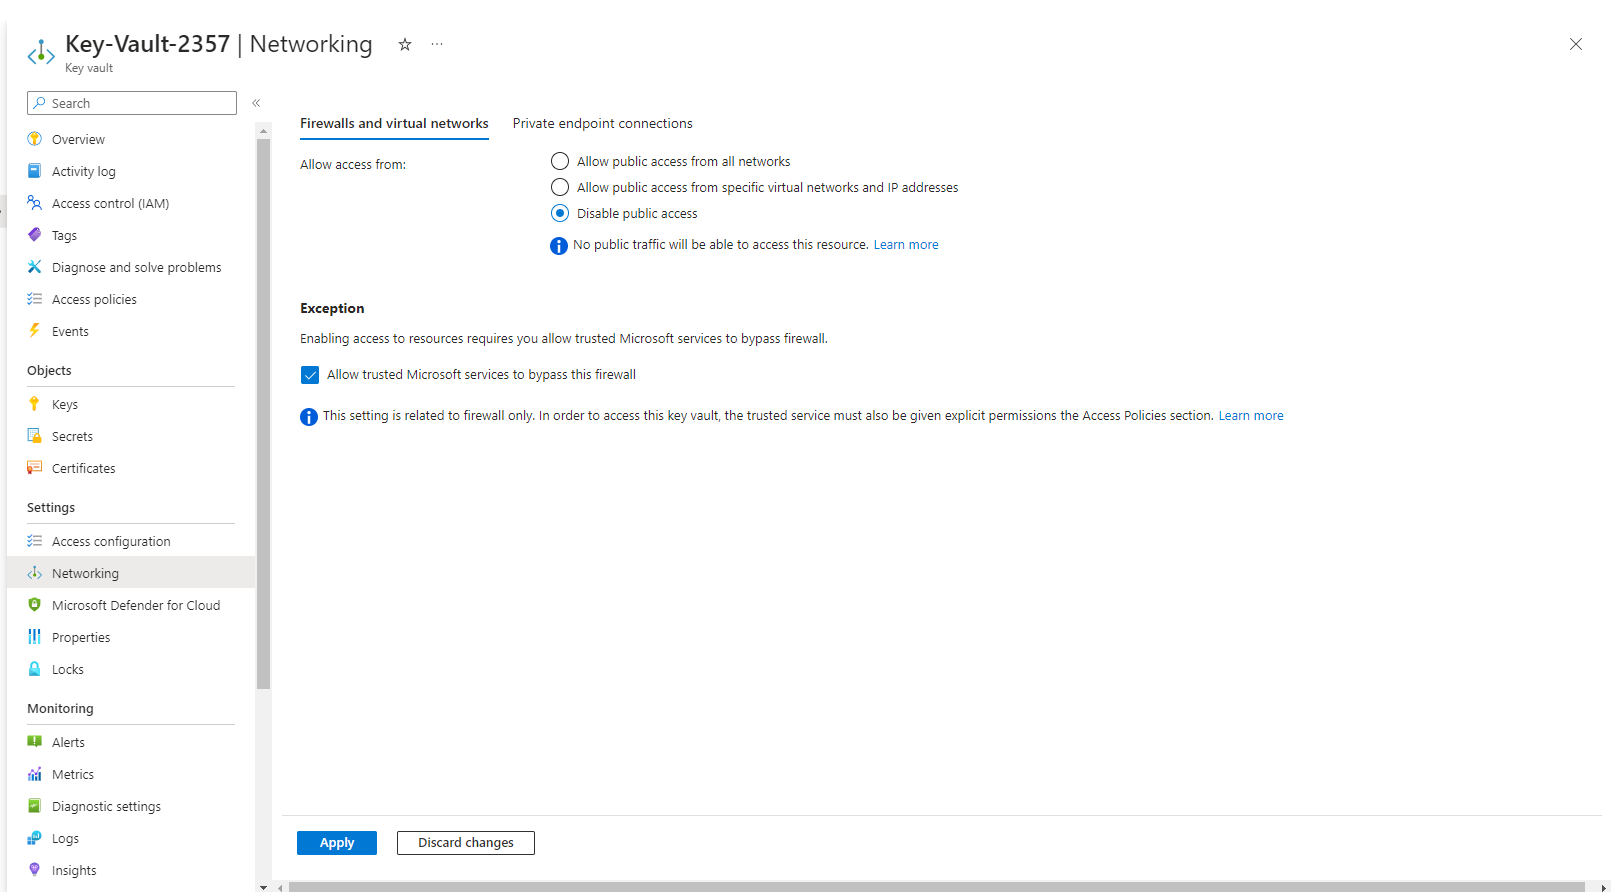 Key-Vault-2357 | Networking
Key vault
Search
Overview
Activity log
Access control (IAM)
Tags
Diagnose and solve problems
Access policies
Events
Objects
Keys
Secrets
Certificates
Settings
Access configuration
Networking
Microsoft Defender for Cloud
Properties
Locks
Monitoring
Alerts
Metrics
Diagnostic settings
Logs
Insights
Firewalls and virtual networks Private endpoint connections
Allow access from:
Allow public access from all networks
Allow public access from specific virtual networks and IP addresses
Disable public access
No public traffic will be able to access this resource. Learn more
Exception
Enabling access to resources requires you allow trusted Microsoft services to bypass firewall.
Allow trusted Microsoft services to bypass this firewall
This setting is related to firewall only. In order to access this key vault, the trusted service must also be given explicit permissions the Access Policies section. Learn more
Apply Discard changes